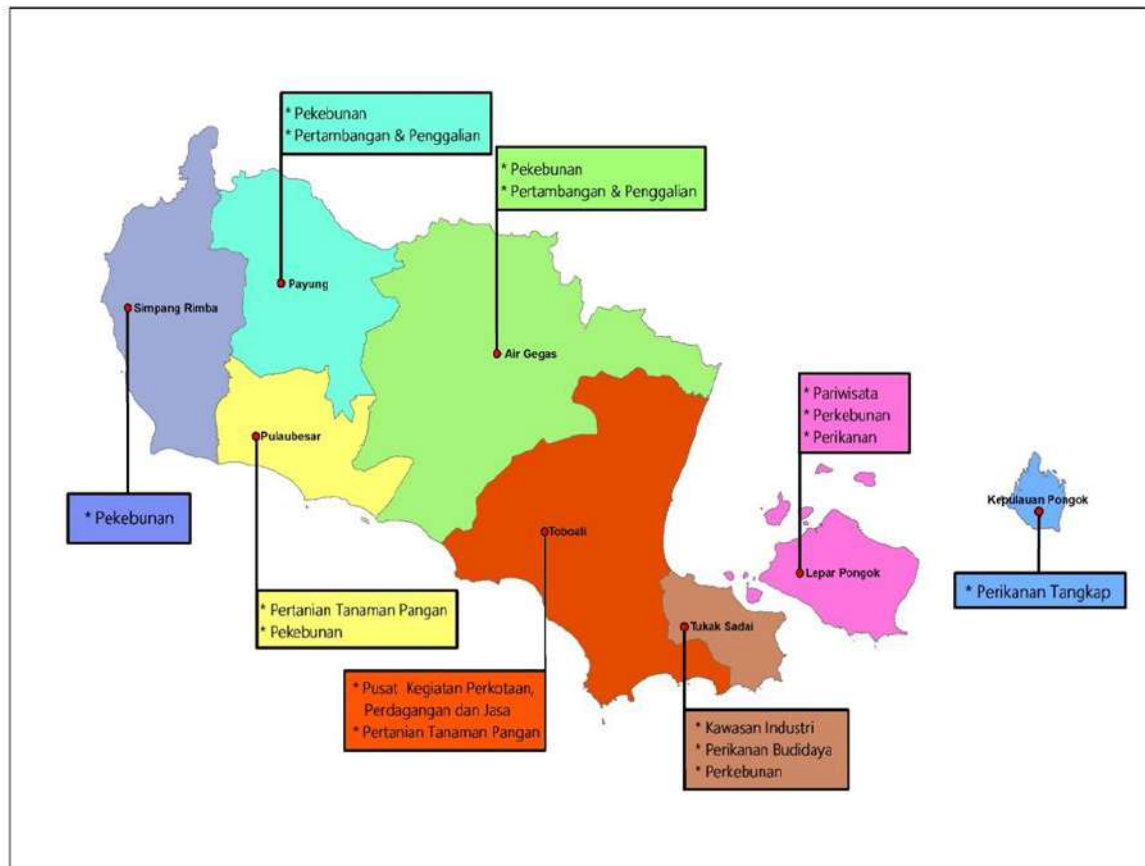 * Pekebunan
* Pertambangan & Penggalian
* Pekebunan
* Pertambangan & Penggalian
Payung
Simpang Rimba
Air Gegas
* Pariwisata
* Perkebunan
* Perikanan
Pulaubesar
Kepulauan Pongok
* Pekebunan
Toboali
Lepar Pongok
* Perikanan Tangkap
* Pertanian Tanaman Pangan
* Pekebunan
Tukak Sadai
* Pusat Kegiatan Perkotaan,
Perdagangan dan Jasa
* Pertanian Tanaman Pangan
* Kawasan Industri
* Perikanan Budidaya
* Perkebunan